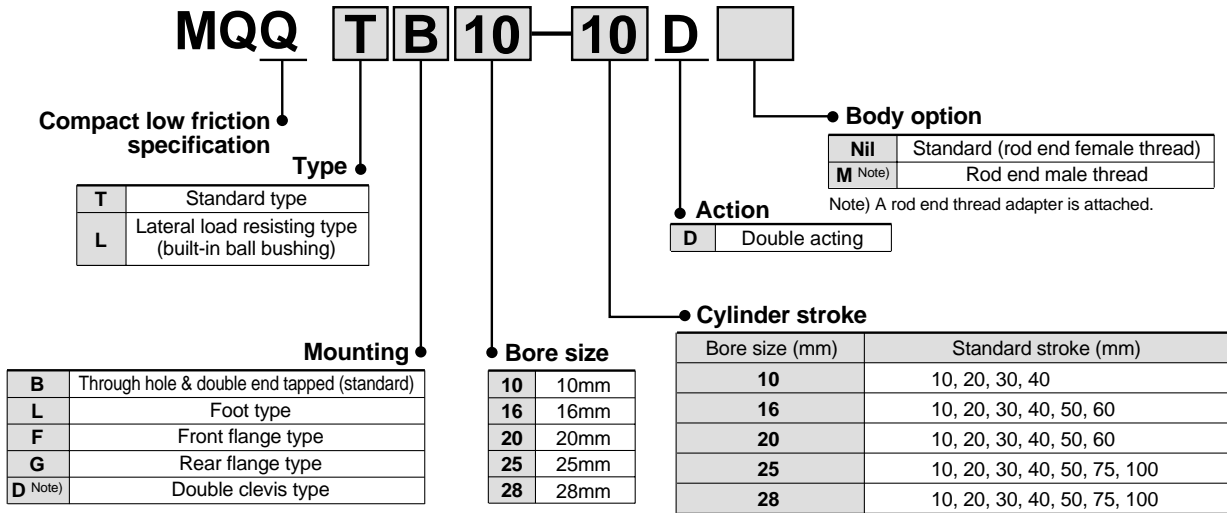 MQQ T B 10-10 D
Compact low friction
specification
Type
T Standard type
L Lateral load resisting type
(built-in ball bushing)
Body option
Nil Standard (rod end female thread)
M Note) Rod end male thread
Note) A rod end thread adapter is attached.
Action
D Double acting
Mounting
B Through hole & double end tapped (standard)
L Foot type
F Front flange type
G Rear flange type
D Note) Double clevis type
Bore size
10 10mm
16 16mm
20 20mm
25 25mm
28 28mm
Cylinder stroke
Bore size (mm) Standard stroke (mm)
10 10, 20, 30, 40
16 10, 20, 30, 40, 50, 60
20 10, 20, 30, 40, 50, 60
25 10, 20, 30, 40, 50, 75, 100
28 10, 20, 30, 40, 50, 75, 100